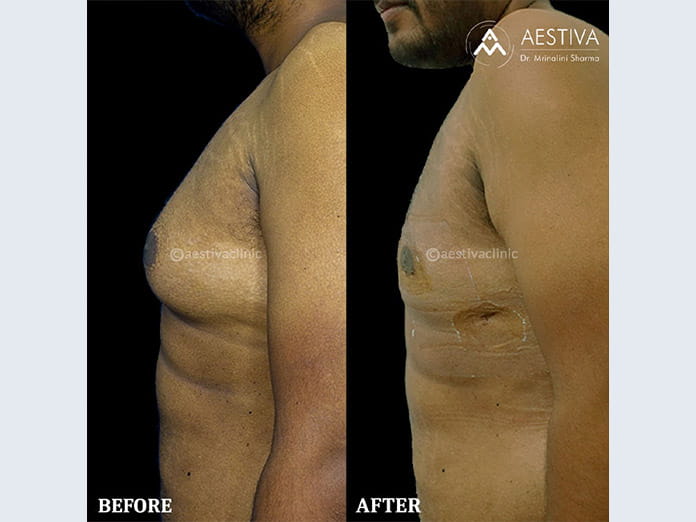 AESTIVA
Dr. Mrinalini Sharma
©aestivaclinic
©aestivaclinic
BEFORE
AFTER